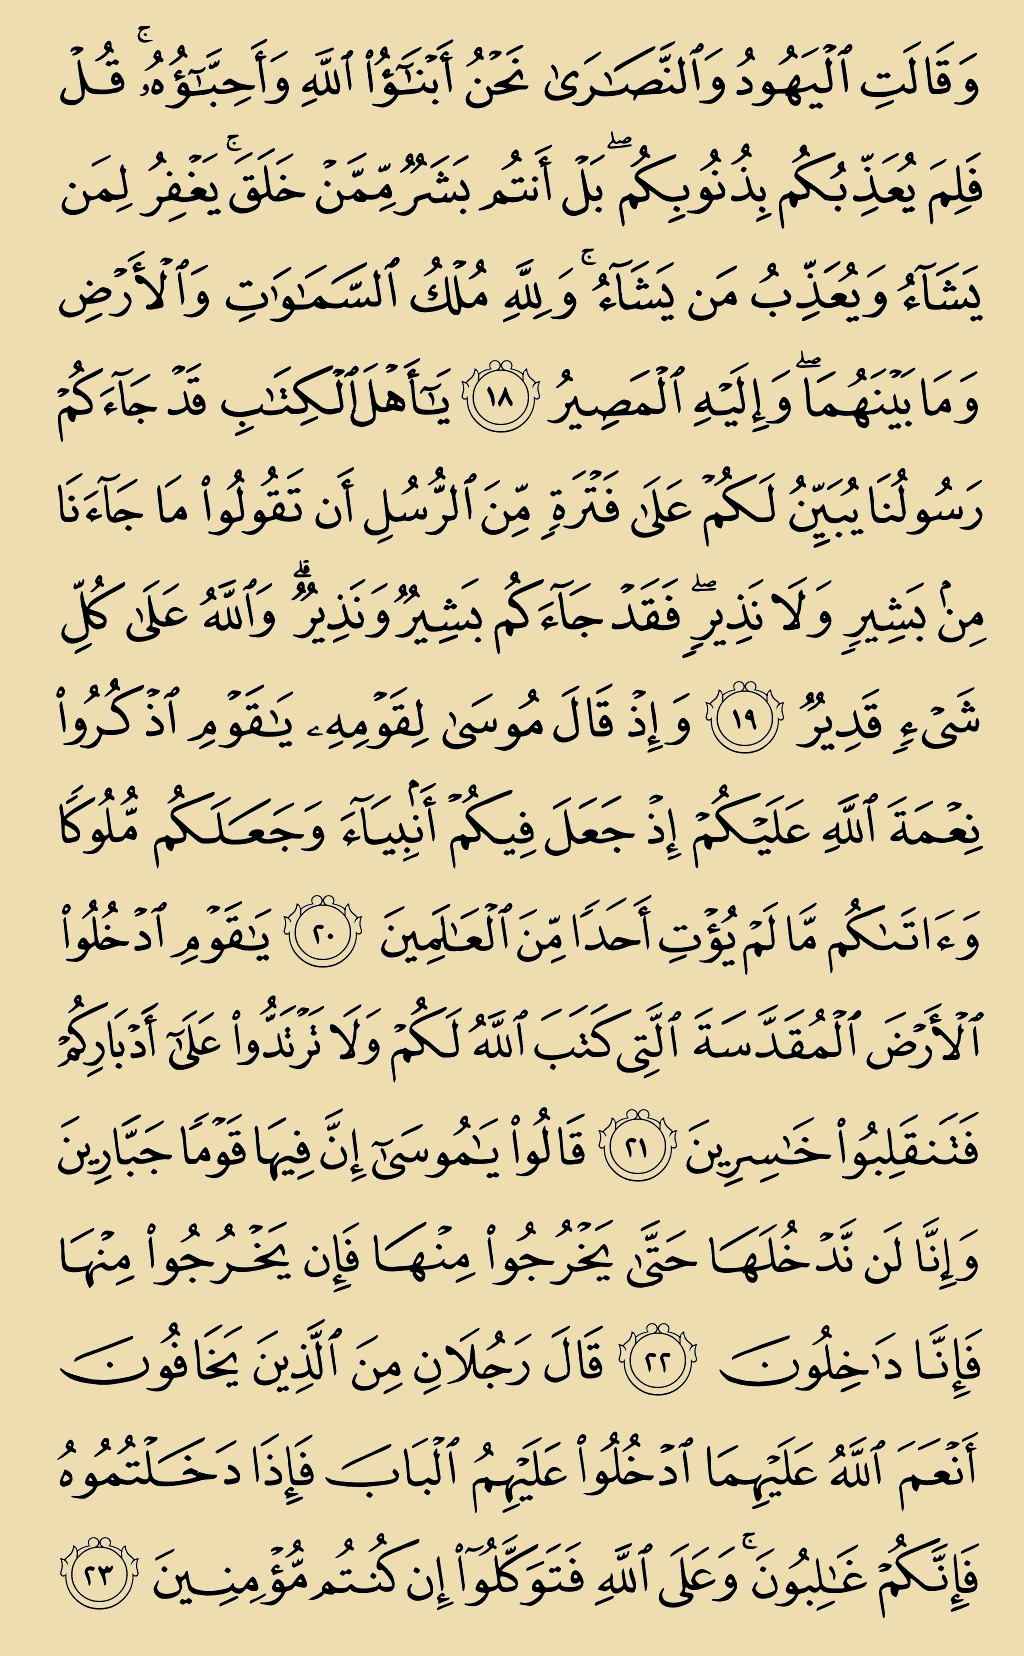 وَقَالَتِ ٱلْيَهُودُ وَٱلنَّصَٰرَىٰ نَحْنُ أَبْنَٰٓؤُا۟ ٱللَّهِ وَأَحِبَّٰٓؤُهُۥ ۚ قُلْ
فَلِمَ يُعَذِّبُكُم بِذُنُوبِكُم ۖ بَلْ أَنتُم بَشَرٌ مِّمَّنْ خَلَقَ ۚ يَغْفِرُ لِمَن
يَشَآءُ وَيُعَذِّبُ مَن يَشَآءُ ۚ وَلِلَّهِ مُلْكُ ٱلسَّمَٰوَٰتِ وَٱلْأَرْضِ
وَمَا بَيْنَهُمَا ۖ وَإِلَيْهِ ٱلْمَصِيرُ ١٨ يَٰٓأَهْلَ ٱلْكِتَٰبِ قَدْ جَآءَكُمْ
رَسُولُنَا يُبَيِّنُ لَكُمْ عَلَىٰ فَتْرَةٍ مِّنَ ٱلرُّسُلِ أَن تَقُولُوا۟ مَا جَآءَنَا
مِنۢ بَشِيرٍ وَلَا نَذِيرٍ ۖ فَقَدْ جَآءَكُم بَشِيرٌ وَنَذِيرٌ ۗ وَٱللَّهُ عَلَىٰ كُلِّ
شَىْءٍ قَدِيرٌ ١٩ وَإِذْ قَالَ مُوسَىٰ لِقَوْمِهِۦ يَٰقَوْمِ ٱذْكُرُوا۟
نِعْمَةَ ٱللَّهِ عَلَيْكُمْ إِذْ جَعَلَ فِيكُمْ أَنۢبِيَآءَ وَجَعَلَكُم مُّلُوكًا
وَءَاتَىٰكُم مَّا لَمْ يُؤْتِ أَحَدًا مِّنَ ٱلْعَٰلَمِينَ ٢٠ يَٰقَوْمِ ٱدْخُلُوا۟
ٱلْأَرْضَ ٱلْمُقَدَّسَةَ ٱلَّتِى كَتَبَ ٱللَّهُ لَكُمْ وَلَا تَرْتَدُّوا۟ عَلَىٰٓ أَدْبَارِكُمْ
فَتَنقَلِبُوا۟ خَٰسِرِينَ ٢١ قَالُوا۟ يَٰمُوسَىٰٓ إِنَّ فِيهَا قَوْمًا جَبَّارِينَ
وَإِنَّا لَن نَّدْخُلَهَا حَتَّىٰ يَخْرُجُوا۟ مِنْهَا فَإِن يَخْرُجُوا۟ مِنْهَا
فَإِنَّا دَٰخِلُونَ ٢٢ قَالَ رَجُلَانِ مِنَ ٱلَّذِينَ يَخَافُونَ
أَنْعَمَ ٱللَّهُ عَلَيْهِمَا ٱدْخُلُوا۟ عَلَيْهِمُ ٱلْبَابَ فَإِذَا دَخَلْتُمُوهُ
فَإِنَّكُمْ غَٰلِبُونَ ۚ وَعَلَى ٱللَّهِ فَتَوَكَّلُوٓا۟ إِن كُنتُم مُّؤْمِنِينَ ٢٣